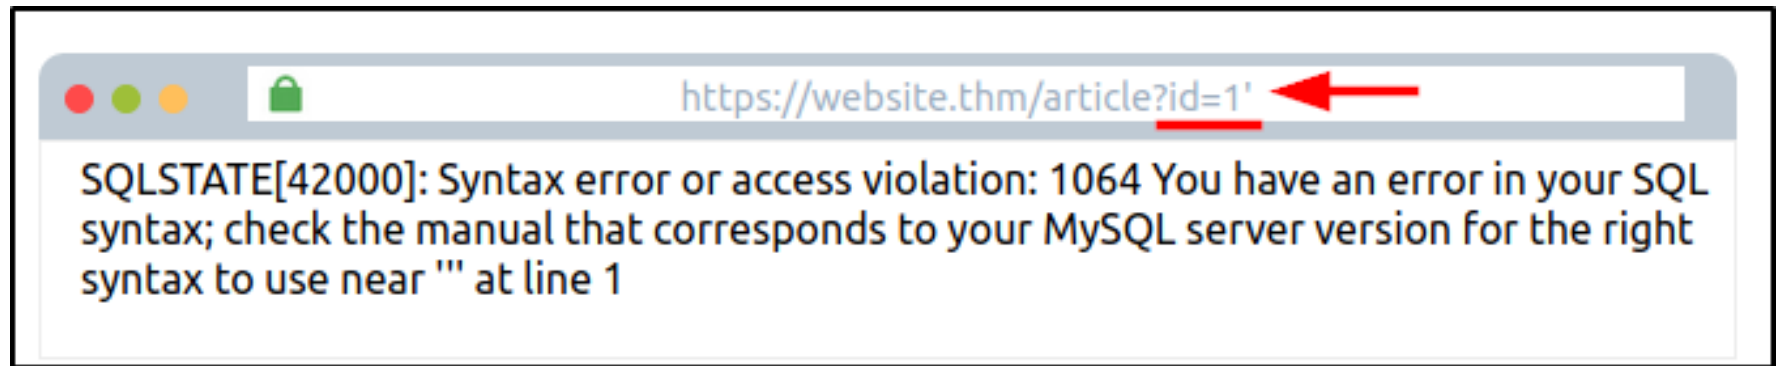 https://website.thm/article?id=1'
SQLSTATE[42000]: Syntax error or access violation: 1064 You have an error in your SQL
syntax; check the manual that corresponds to your MySQL server version for the right
syntax to use near ''' at line 1